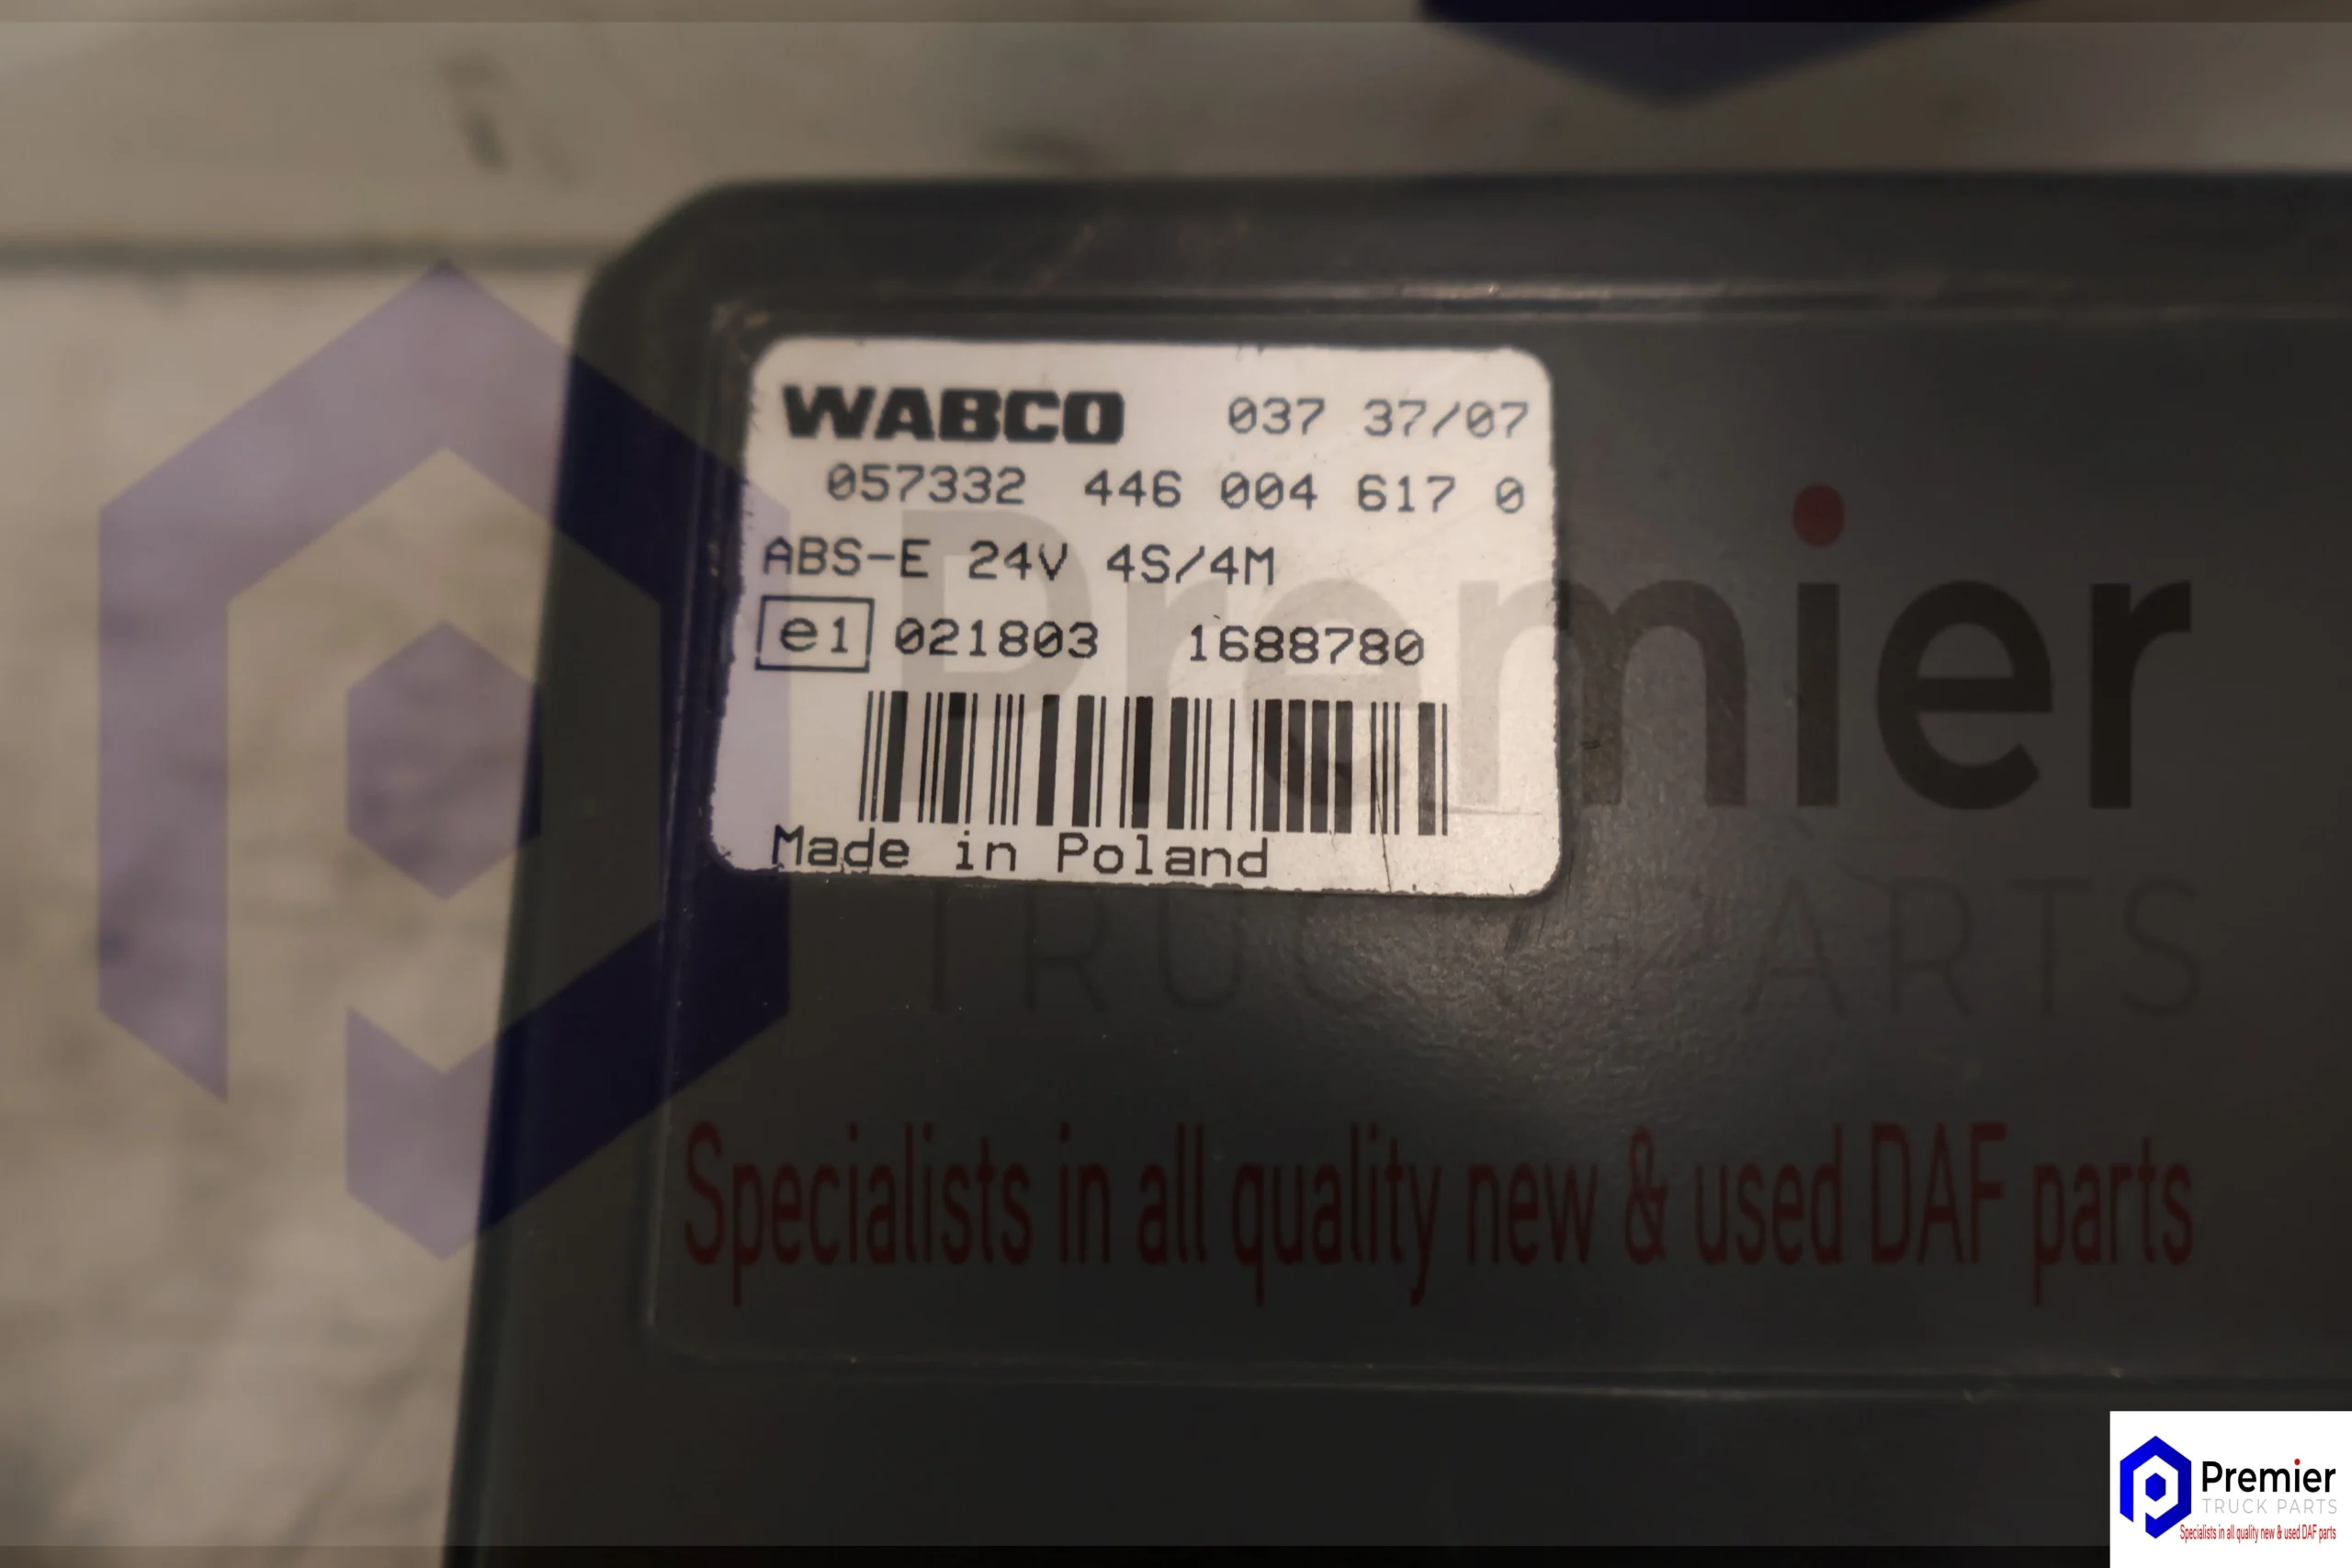 WABCO 037 37/07
057332 446 004 617 0
ABS-E 24V 4S/4M
e1 021803 1688780
Made in Poland
Premier
TRUCK PARTS
Specialists in all quality new & used DAF parts
Premier
TRUCK PARTS
Specialists in all quality new & used DAF parts